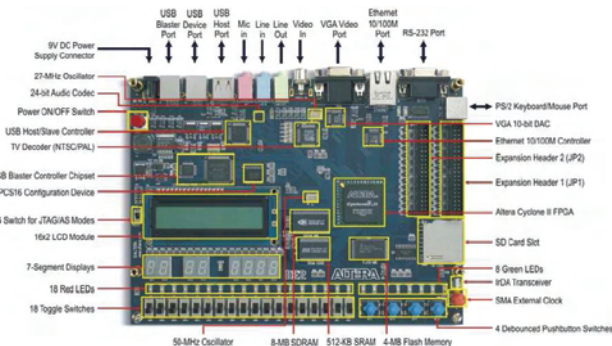 USB Blaster Port
USB Device Port
USB Host Port
Mic in
Line in
Line Out
Video In
VGA Video Port
Ethernet 10/100M Port
RS-232 Port
9V DC Power Supply Connector
27-MHz Oscillator
24-bit Audio Codec
Power ON/OFF Switch
USB Host/Slave Controller
TV Decoder (NTSC/PAL)
B Blaster Controller Chipset
PCS16 Configuration Device
Switch for JTAG/AS Modes
16x2 LCD Module
7-Segment Displays
18 Red LEDs
18 Toggle Switches
PS/2 Keyboard/Mouse Port
VGA 10-bit DAC
Ethernet 10/100M Controller
Expansion Header 2 (JP2)
Expansion Header 1 (JP1)
Altera Cyclone II FPGA
SD Card Slot
8 Green LEDs
IrDA Transceiver
SMA External Clock
4 Debounced Pushbutton Switches
50-MHz Oscillator
8-MB SDRAM
512-KB SRAM
4-MB Flash Memory
ALTERA
ALTERA